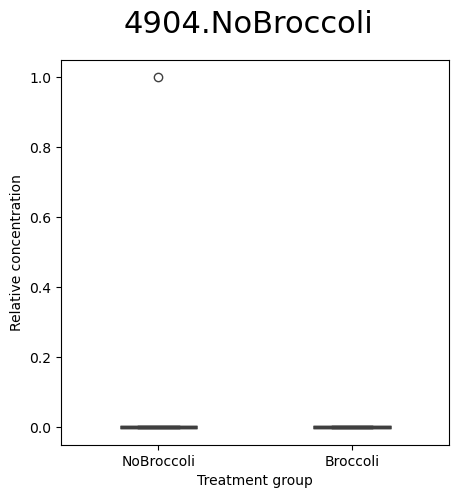 4904.NoBroccoli
1.0
0.8
0.6
0.4
0.2
0.0
Relative concentration
NoBroccoli
Broccoli
Treatment group